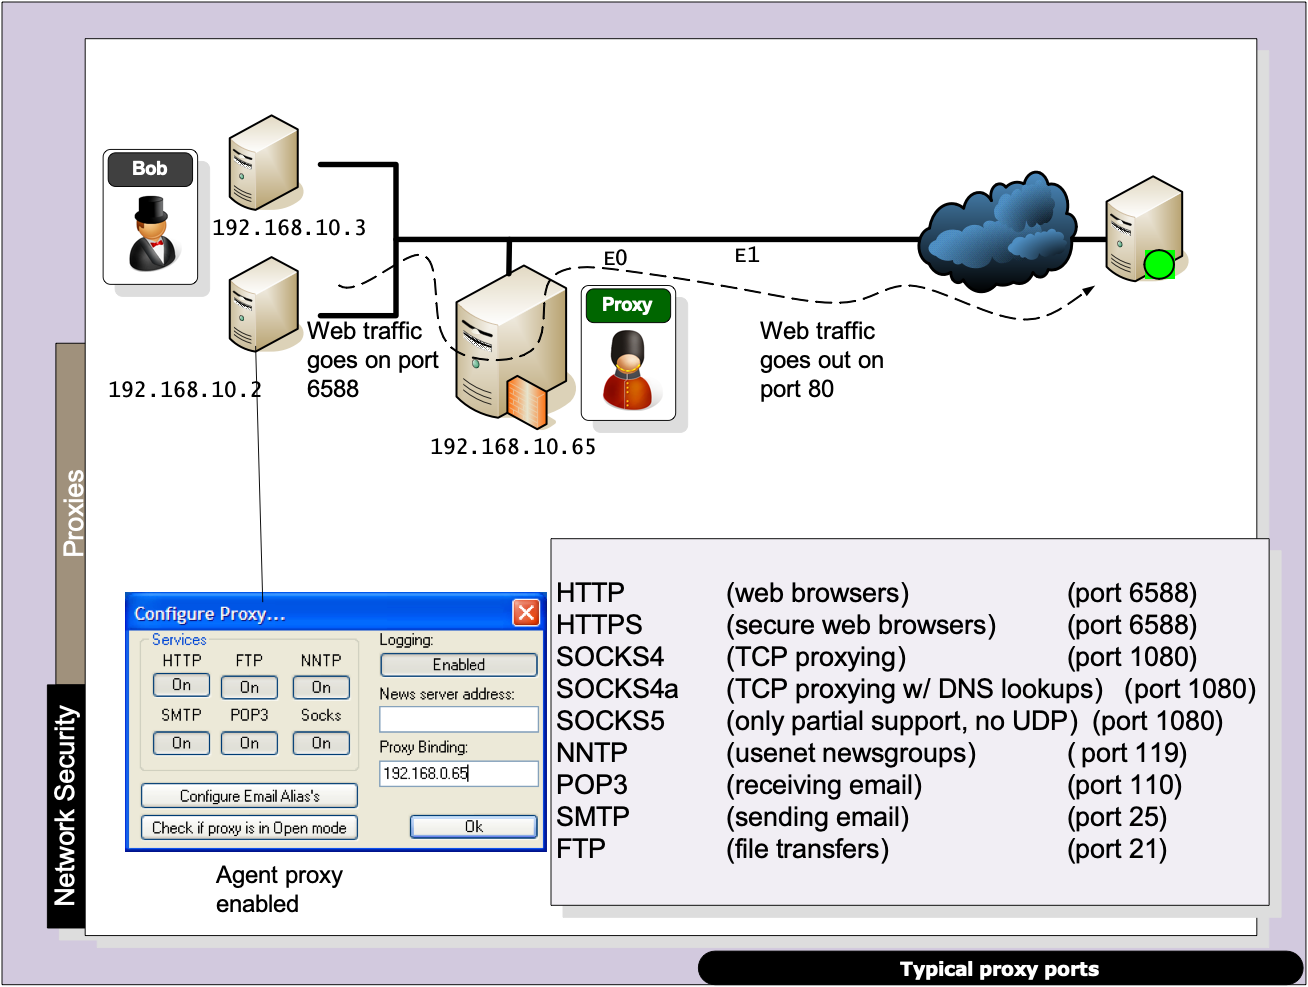 Bob
192.168.10.3
E0
E1
Proxy
Web traffic
goes on port
6588
Web traffic
goes out on
port 80
192.168.10.2
192.168.10.65
Proxies
Network Security
Configure Proxy...
Services
HTTP FTP NNTP
On On On
SMTP POP3 Socks
On On On
Configure Email Alias's
Check if proxy is in Open mode
Logging:
Enabled
News server address:
Proxy Binding:
192.168.0.65
Ok
Agent proxy
enabled
HTTP (web browsers) (port 6588)
HTTPS (secure web browsers) (port 6588)
SOCKS4 (TCP proxying) (port 1080)
SOCKS4a (TCP proxying w/ DNS lookups) (port 1080)
SOCKS5 (only partial support, no UDP) (port 1080)
NNTP (usenet newsgroups) ( port 119)
POP3 (receiving email) (port 110)
SMTP (sending email) (port 25)
FTP (file transfers) (port 21)
Typical proxy ports